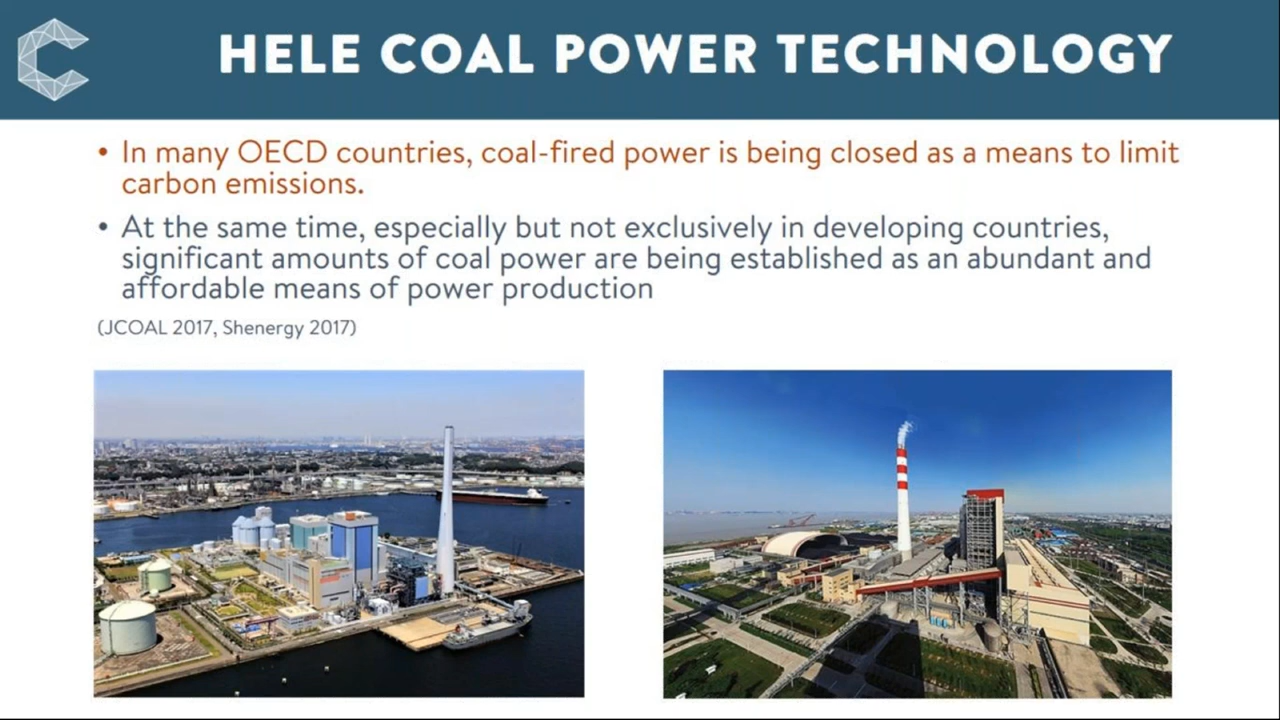 HELE COAL POWER TECHNOLOGY
• In many OECD countries, coal-fired power is being closed as a means to limit
carbon emissions.
• At the same time, especially but not exclusively in developing countries,
significant amounts of coal power are being established as an abundant and
affordable means of power production
(JCOAL 2017, Shenergy 2017)